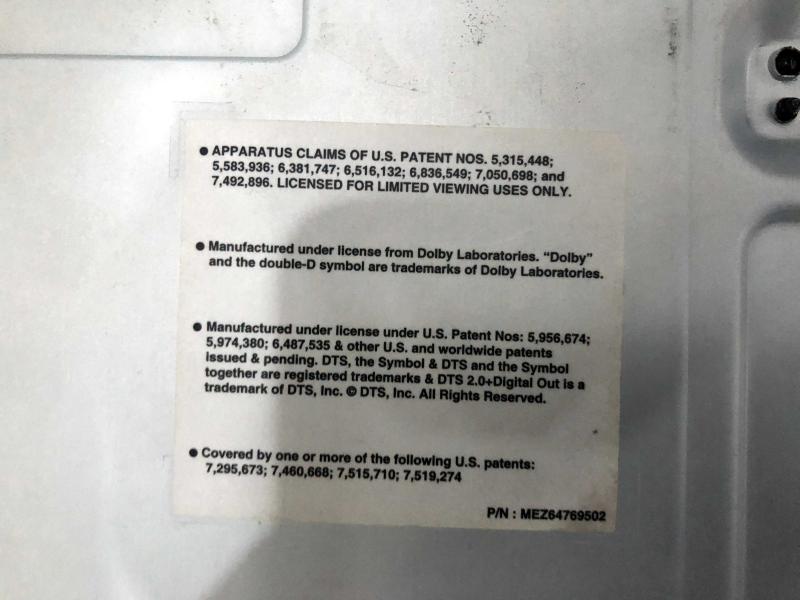 ● APPARATUS CLAIMS OF U.S. PATENT NOS. 5,315,448;
5,583,936; 6,381,747; 6,516,132; 6,836,549; 7,050,698; and
7,492,896. LICENSED FOR LIMITED VIEWING USES ONLY.
● Manufactured under license from Dolby Laboratories. “Dolby”
and the double-D symbol are trademarks of Dolby Laboratories.
● Manufactured under license under U.S. Patent Nos: 5,956,674;
5,974,380; 6,487,535 & other U.S. and worldwide patents
issued & pending. DTS, the Symbol & DTS and the Symbol
together are registered trademarks & DTS 2.0+Digital Out is a
trademark of DTS, Inc. © DTS, Inc. All Rights Reserved.
● Covered by one or more of the following U.S. patents:
7,295,673; 7,460,668; 7,515,710; 7,519,274
P/N : MEZ64769502